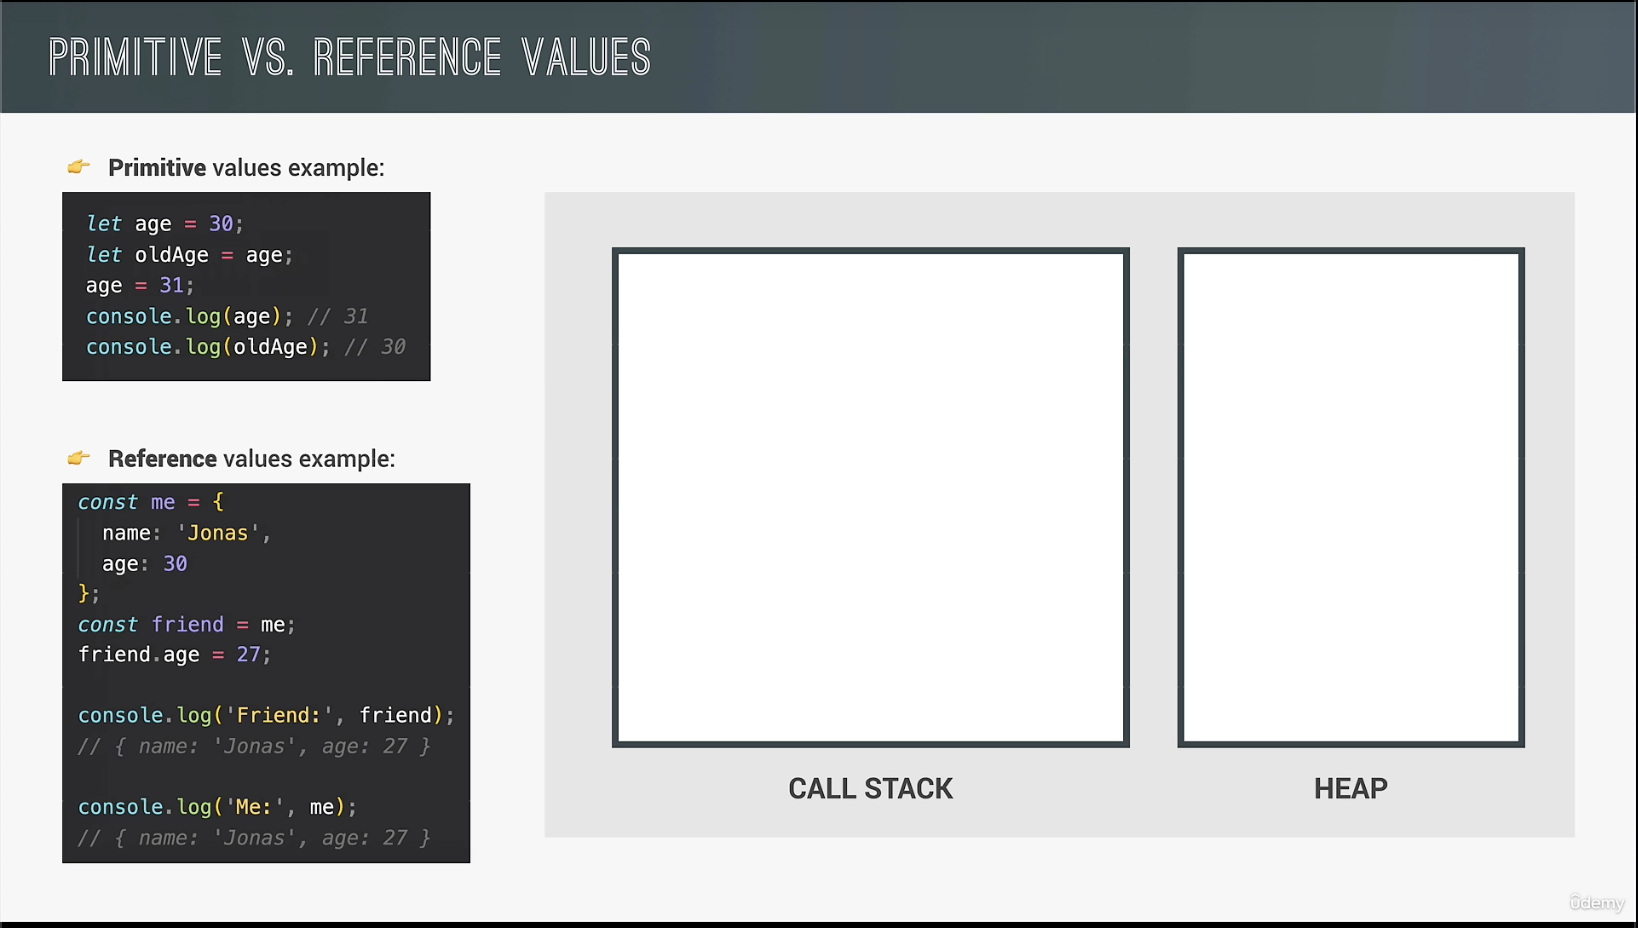 PRIMITIVE VS. REFERENCE VALUES
👉 Primitive values example:
let age = 30;
let oldAge = age;
age = 31;
console.log(age); // 31
console.log(oldAge); // 30
👉 Reference values example:
const me = {
  name: 'Jonas',
  age: 30
};
const friend = me;
friend.age = 27;
console.log('Friend:', friend);
// { name: 'Jonas', age: 27 }
console.log('Me:', me);
// { name: 'Jonas', age: 27 }
CALL STACK
HEAP
ûdemy